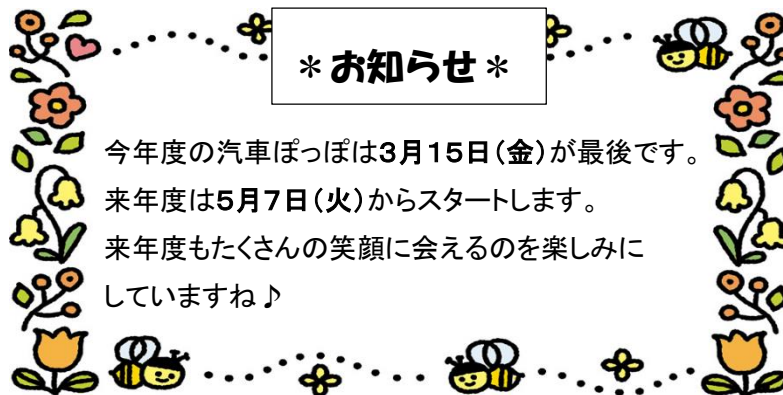 ＊お知らせ＊
今年度の汽車ぽっぽは3月15日(金)が最後です。
来年度は5月7日(火)からスタートします。
来年度もたくさんの笑顔に会えるのを楽しみに
していますね♪